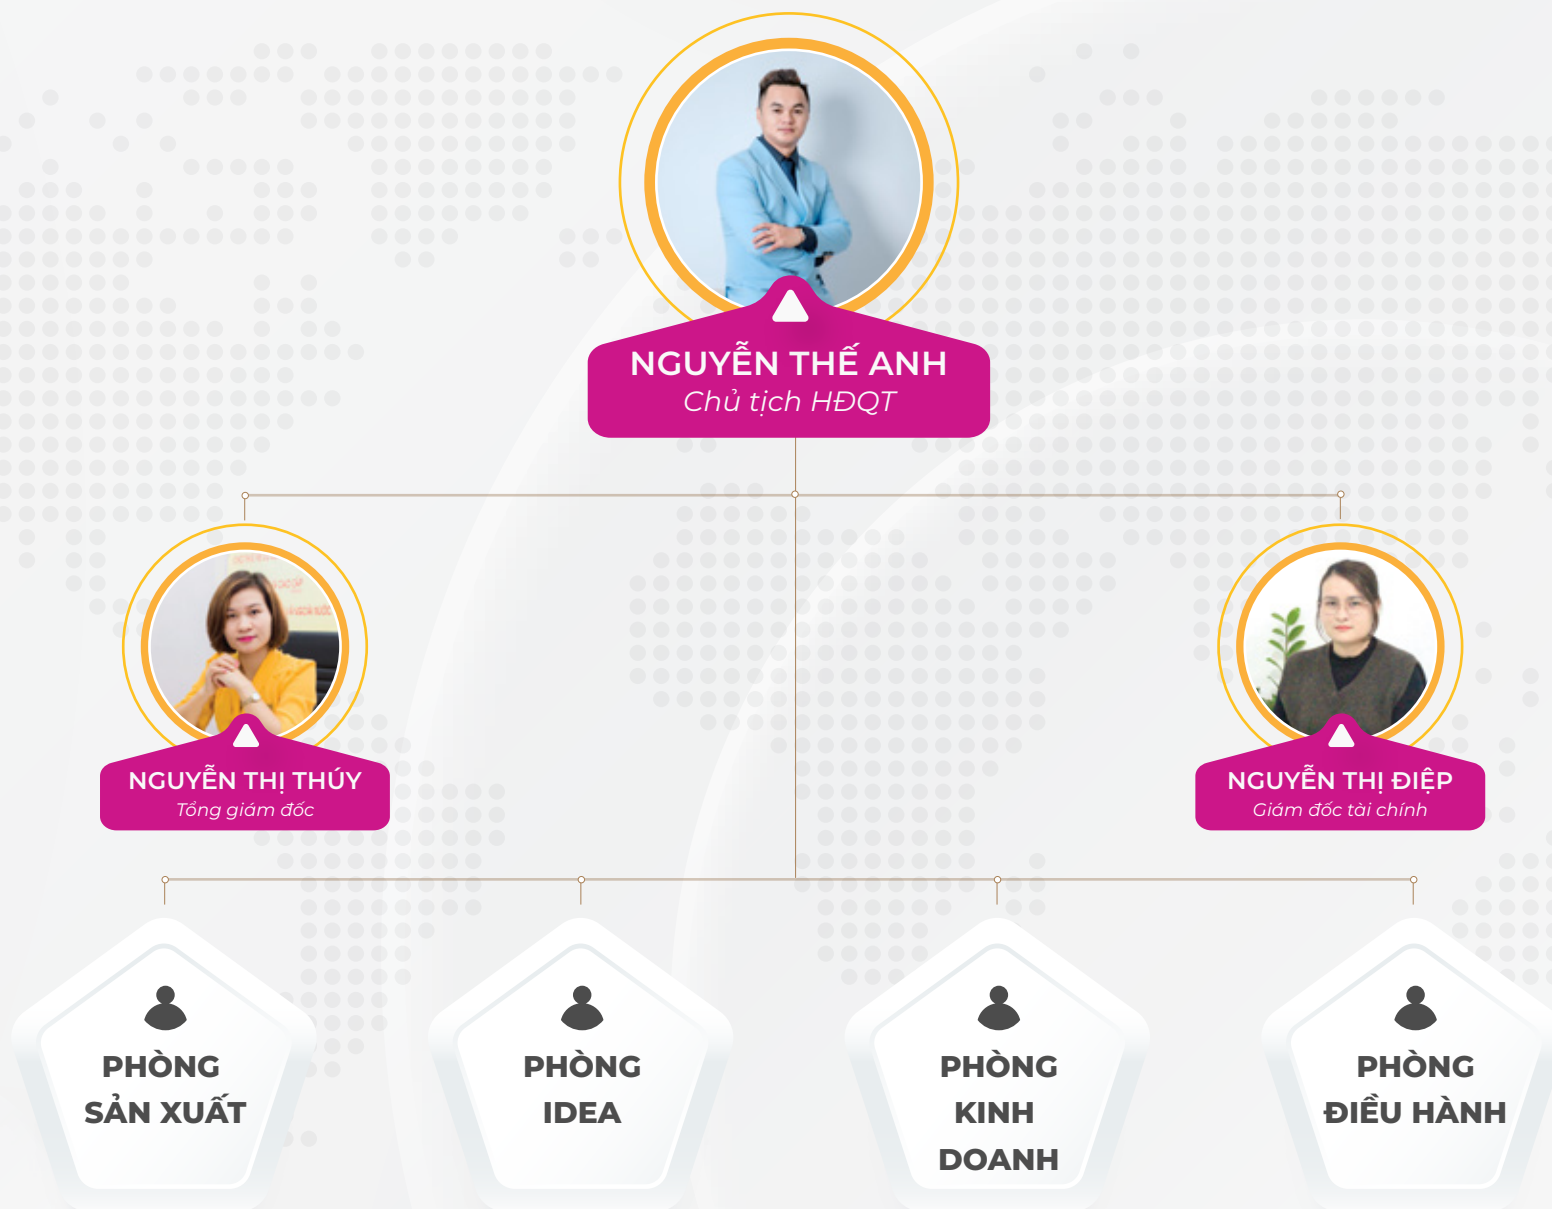 NGUYỄN THẾ ANH
Chủ tịch HĐQT
NGUYỄN THỊ THÚY
Tổng giám đốc
NGUYỄN THỊ ĐIỆP
Giám đốc tài chính
PHÒNG
SẢN XUẤT
PHÒNG
IDEA
PHÒNG
KINH
DOANH
PHÒNG
ĐIỀU HÀNH